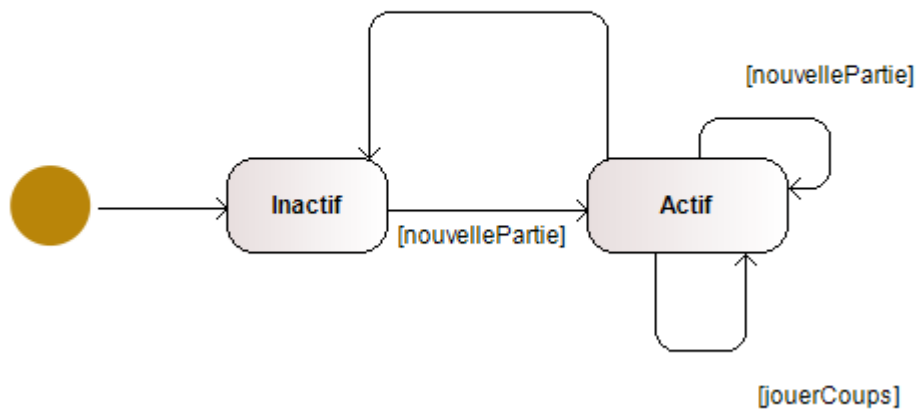 [nouvellePartie]
Inactif
Actif
[nouvellePartie]
[jouerCoups]